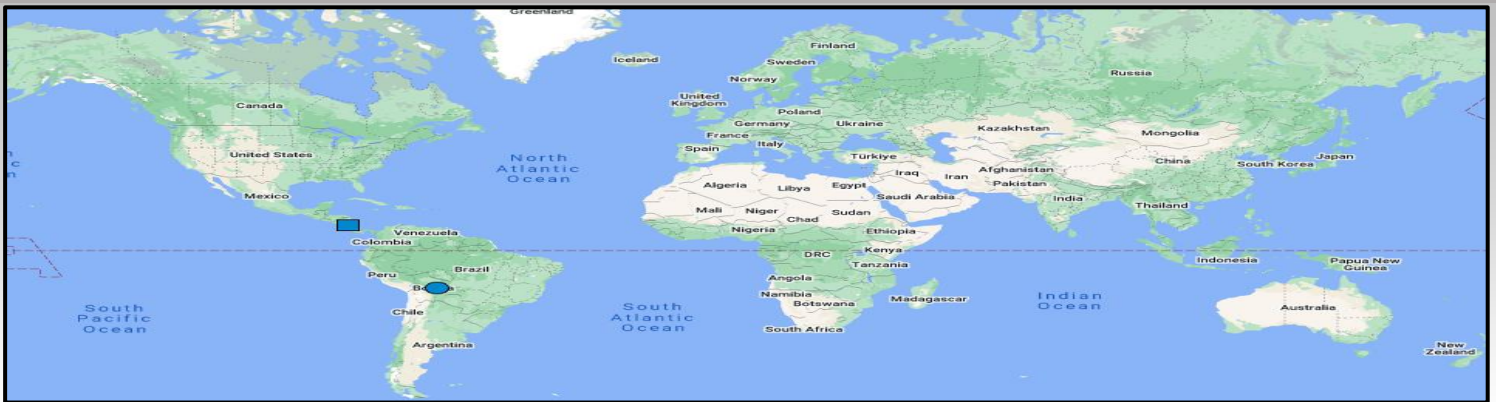 Greenland
Iceland
Finland
Sweden
Norway
Russia
Canada
United
Kingdom
Poland
Germany
Ukraine
France
Kazakhstan
Mongolia
Italy
Spain
United States
Türkiye
China
South Korea
Japan
North
Atlantic
Ocean
Iraq
Iran
Afghanistan
Pakistan
Algeria
Libya
Egypt
Saudi Arabia
India
Mexico
Mali
Niger
Chad
Sudan
Thailand
Venezuela
Nigeria
Ethiopia
Colombia
Kenya
DRC
Peru
Brazil
Tanzania
Indonesia
Papua New
Guinea
Angola
Namibia
Botswana
Madagascar
South
Pacific
Ocean
Chile
South
Atlantic
Ocean
Indian
Ocean
Australia
South Africa
Argentina
New
Zealand